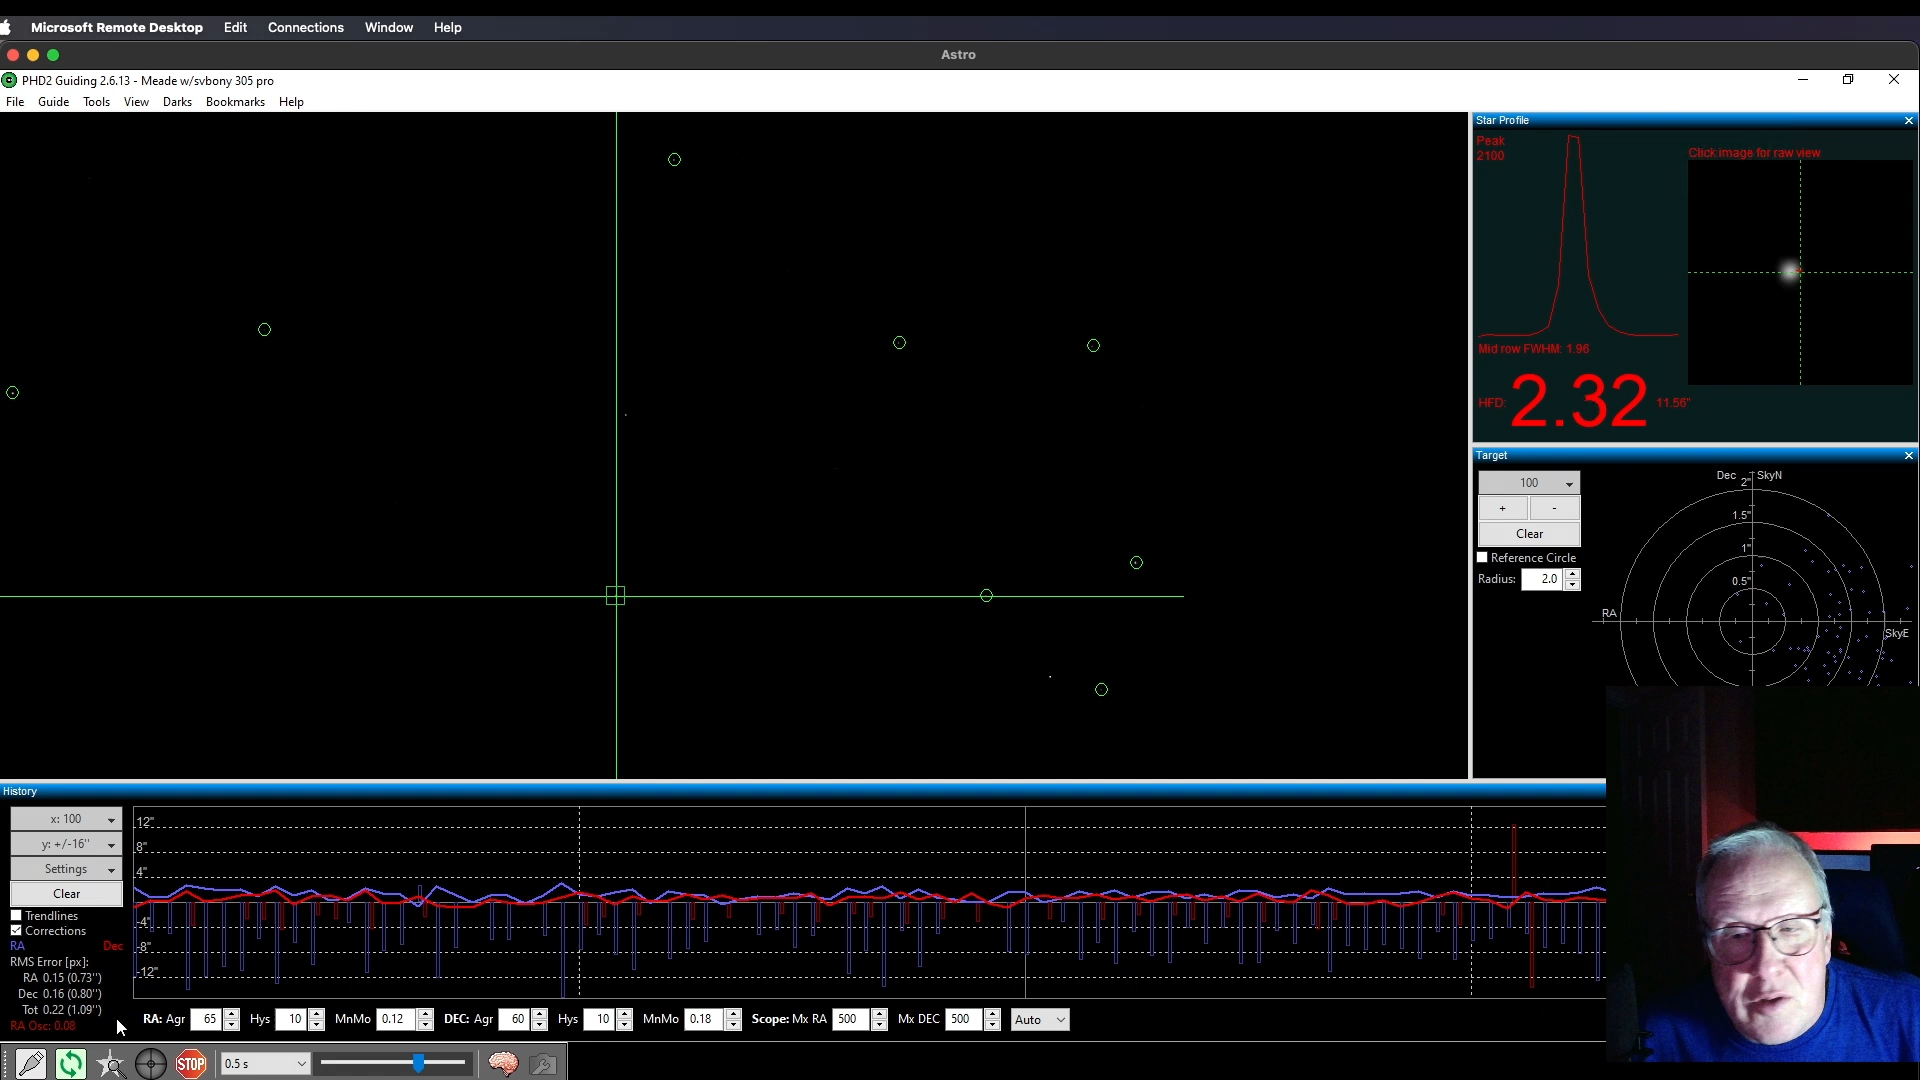 Microsoft Remote Desktop Edit Connections Window Help
Astro
PHD2 Guiding 2.6.13 - Meade w/svbony 305 pro
File Guide Tools View Darks Bookmarks Help
Star Profile
Peak
2100
Click image for raw view
Mid row FWHM: 1.96
HFD: 2.32 11.56"
Target
100
+ -
Clear
Reference Circle
Radius: 2.0
Dec SkyN
2"
1.5"
1"
0.5"
RA
SkyE
History
x: 100
y: +/-16"
Settings
Clear
Trendlines
Corrections
RA Dec
RMS Error [px]:
RA 0.15 (0.73")
Dec 0.16 (0.80")
Tot 0.22 (1.09")
RA Osc: 0.08
12"
8"
4"
-4"
-8"
-12"
RA: Agr 65 Hys 10 MnMo 0.12 DEC: Agr 60 Hys 10 MnMo 0.18 Scope: Mx RA 500 Mx DEC 500 Auto
STOP
0.5 s